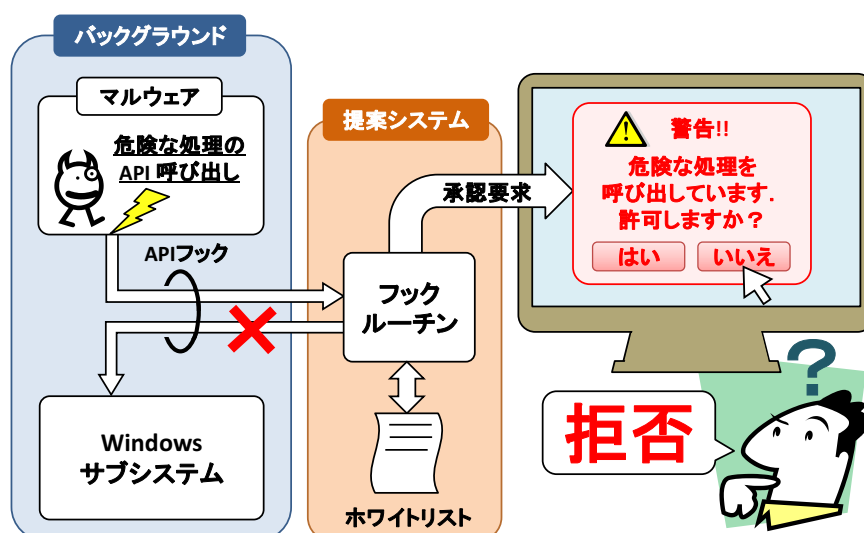 バックグラウンド
マルウェア
危険な処理の
API 呼び出し
APIフック
Windows
サブシステム
提案システム
フック
ルーチン
ホワイトリスト
承認要求
警告!!
危険な処理を
呼び出しています.
許可しますか？
はい
いいえ
?
拒否